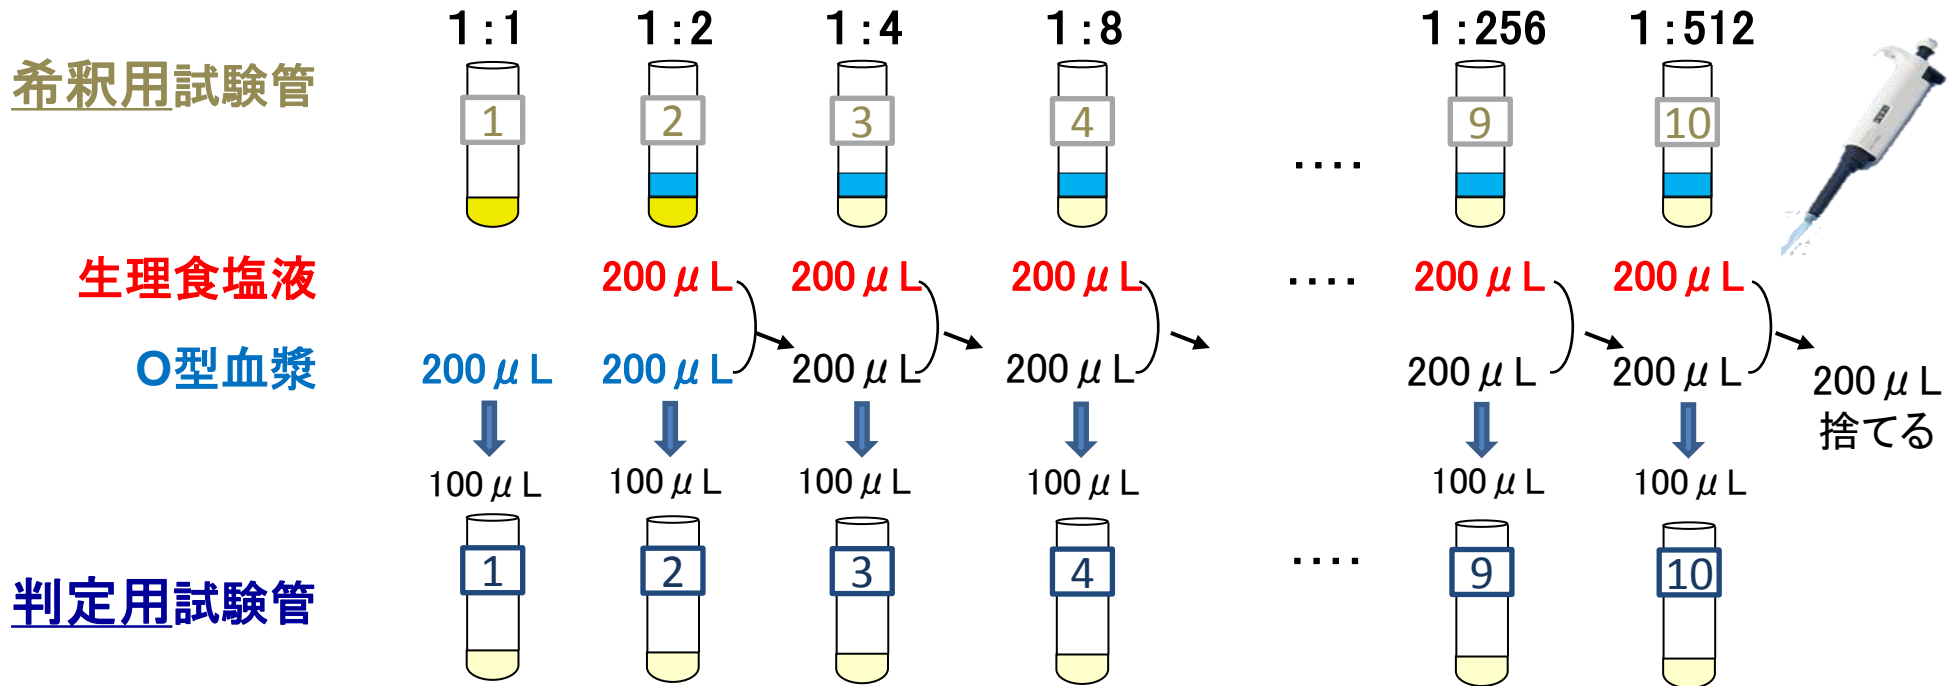 1:1 1:2 1:4 1:8 1:256 1:512
希釈用試験管
1 2 3 4 ‥‥ 9 10
生理食塩液 200μL 200μL 200μL ‥‥ 200μL 200μL
O型血漿 200μL 200μL 200μL 200μL 200μL 200μL 200μL
捨てる
100μL 100μL 100μL 100μL 100μL 100μL
判定用試験管
1 2 3 4 ‥‥ 9 10